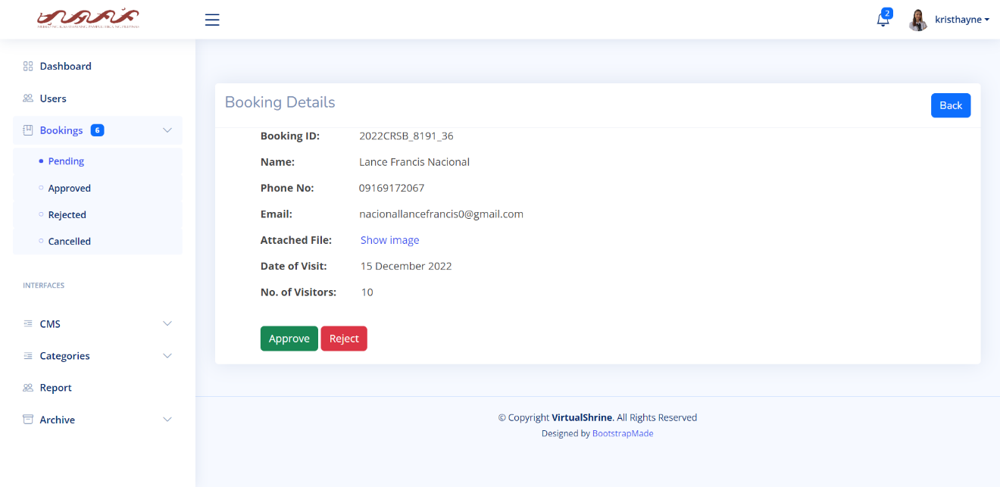 2
kristhayne
Dashboard
Users
Bookings 6
Pending
Approved
Rejected
Cancelled
INTERFACES
CMS
Categories
Report
Archive
Booking Details
Back
Booking ID: 2022CRSB_8191_36
Name: Lance Francis Nacional
Phone No: 09169172067
Email: nacionallancefrancis0@gmail.com
Attached File: Show image
Date of Visit: 15 December 2022
No. of Visitors: 10
Approve Reject
© Copyright VirtualShrine. All Rights Reserved
Designed by BootstrapMade